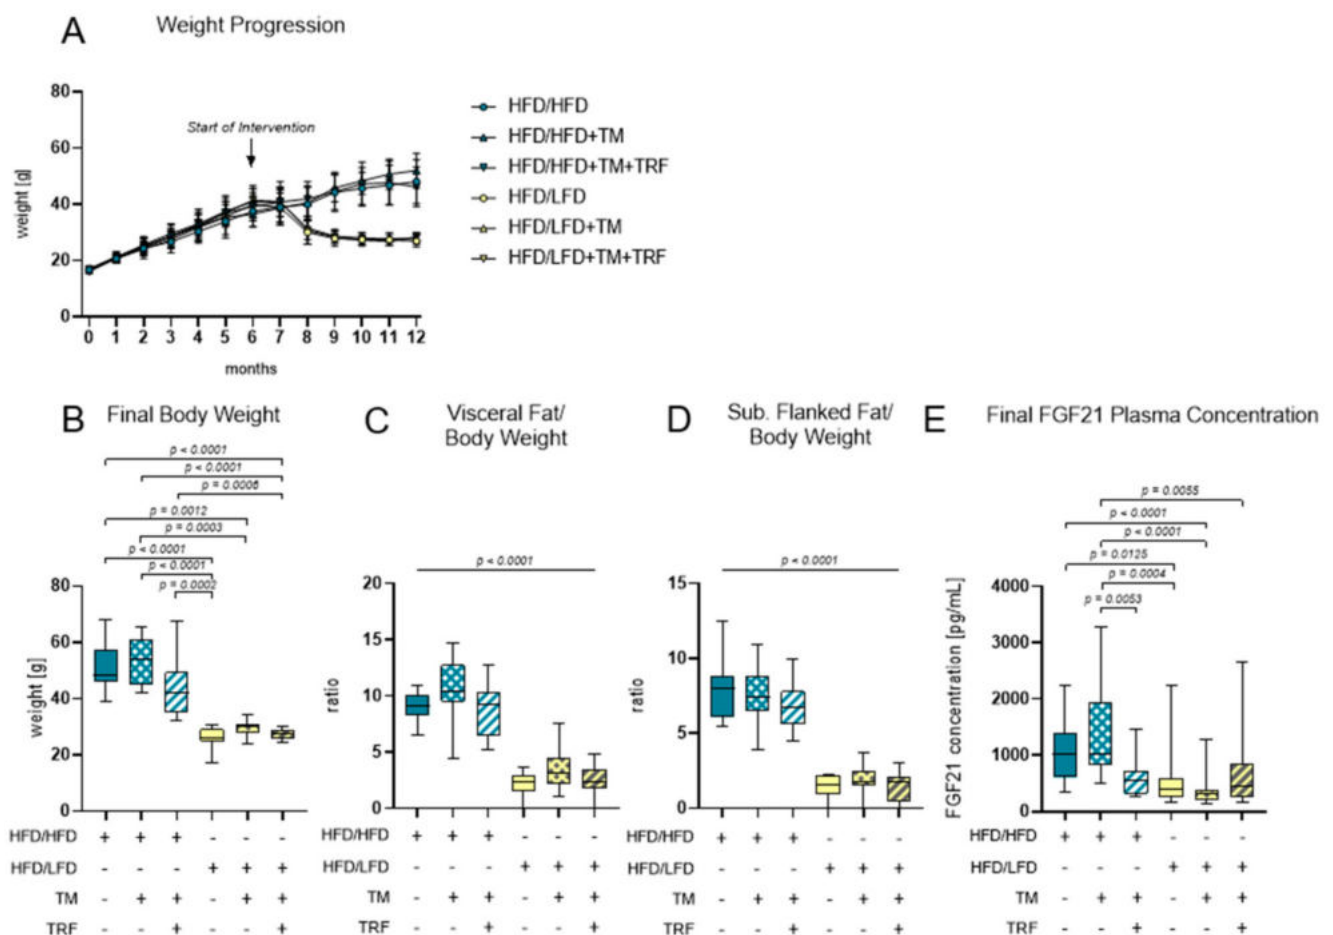 A Weight Progression
80
60
40
20
0
weight [g]
Start of Intervention
0 1 2 3 4 5 6 7 8 9 10 11 12
months
HFD/HFD
HFD/HFD+TM
HFD/HFD+TM+TRF
HFD/LFD
HFD/LFD+TM
HFD/LFD+TM+TRF
B Final Body Weight
p < 0.0001
p < 0.0001
p = 0.0006
p = 0.0012
p = 0.0003
p < 0.0001
p < 0.0001
p = 0.0002
80
60
40
20
0
weight [g]
HFD/HFD + + + - - -
HFD/LFD - - - + + +
TM - + + - + +
TRF - - + - - +
C Visceral Fat/
Body Weight
p < 0.0001
20
15
10
5
0
ratio
HFD/HFD + + + - - -
HFD/LFD - - - + + +
TM - + + - + +
TRF - - + - - +
D Sub. Flanked Fat/
Body Weight
p < 0.0001
15
10
5
0
ratio
HFD/HFD + + + - - -
HFD/LFD - - - + + +
TM - + + - + +
TRF - - + - - +
E Final FGF21 Plasma Concentration
p = 0.0055
p < 0.0001
p < 0.0001
p = 0.0125
p = 0.0004
p = 0.0053
4000
3000
2000
1000
0
FGF21 concentration [pg/mL]
HFD/HFD + + + - - -
HFD/LFD - - - + + +
TM - + + - + +
TRF - - + - - +